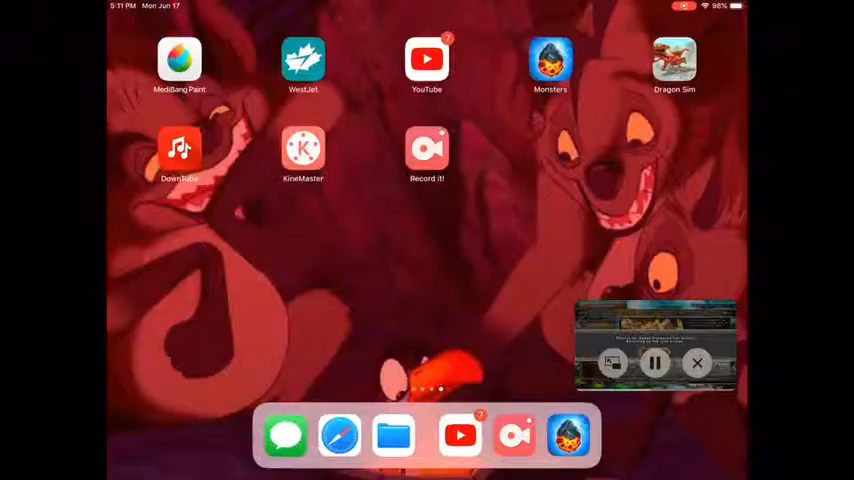 5:11 PM Mon Jun 17
96%
7
MediBang Paint
WestJet
YouTube
Monsters
Dragon Sim
K
DownTube
KineMaster
Record it!
7